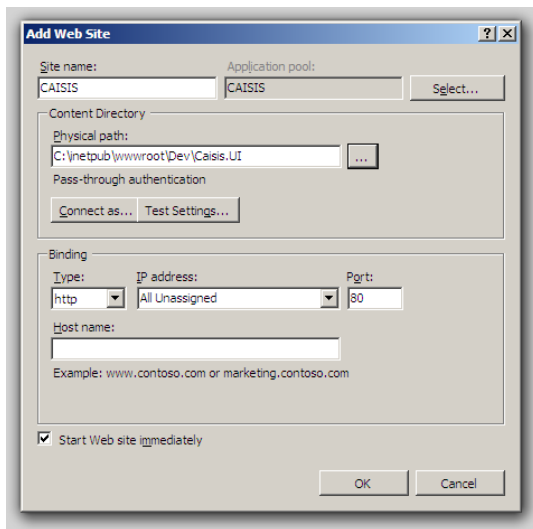 Add Web Site
Site name:
Application pool:
CAISIS
CAISIS
Select...
Content Directory
Physical path:
C:\inetpub\wwwroot\Dev\Caisis.UI
...
Pass-through authentication
Connect as...
Test Settings...
Binding
Type:
IP address:
Port:
http
All Unassigned
80
Host name:
Example: www.contoso.com or marketing.contoso.com
Start Web site immediately
OK
Cancel